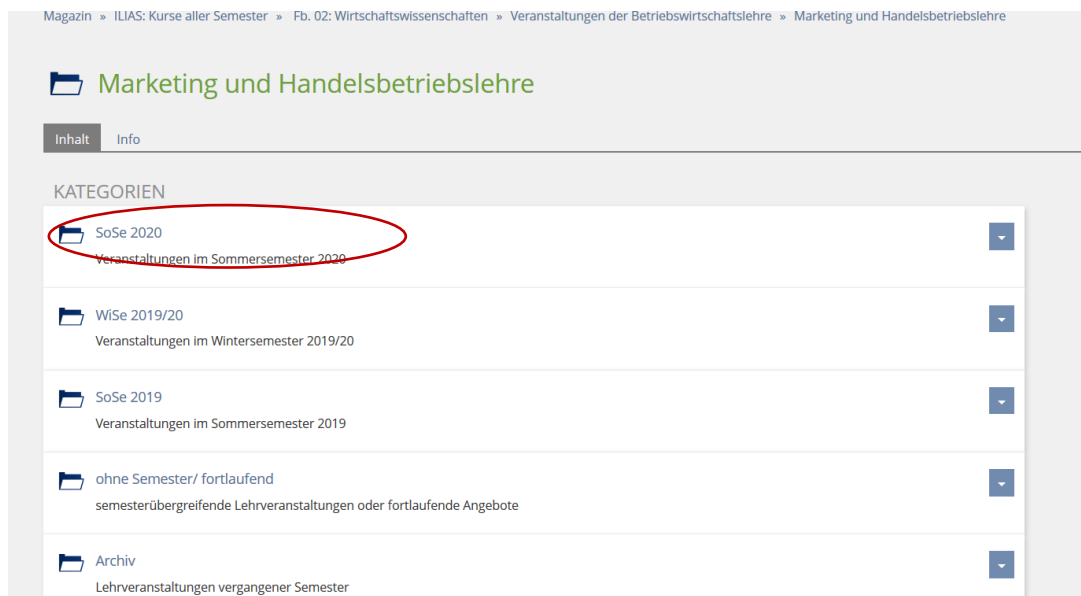 Magazin » ILIAS: Kurse aller Semester » Fb. 02: Wirtschaftswissenschaften » Veranstaltungen der Betriebswirtschaftslehre » Marketing und Handelsbetriebslehre
Marketing und Handelsbetriebslehre
Inhalt Info
KATEGORIEN
SoSe 2020
Veranstaltungen im Sommersemester 2020
WiSe 2019/20
Veranstaltungen im Wintersemester 2019/20
SoSe 2019
Veranstaltungen im Sommersemester 2019
ohne Semester/ fortlaufend
semesterübergreifende Lehrveranstaltungen oder fortlaufende Angebote
Archiv
Lehrveranstaltungen vergangener Semester